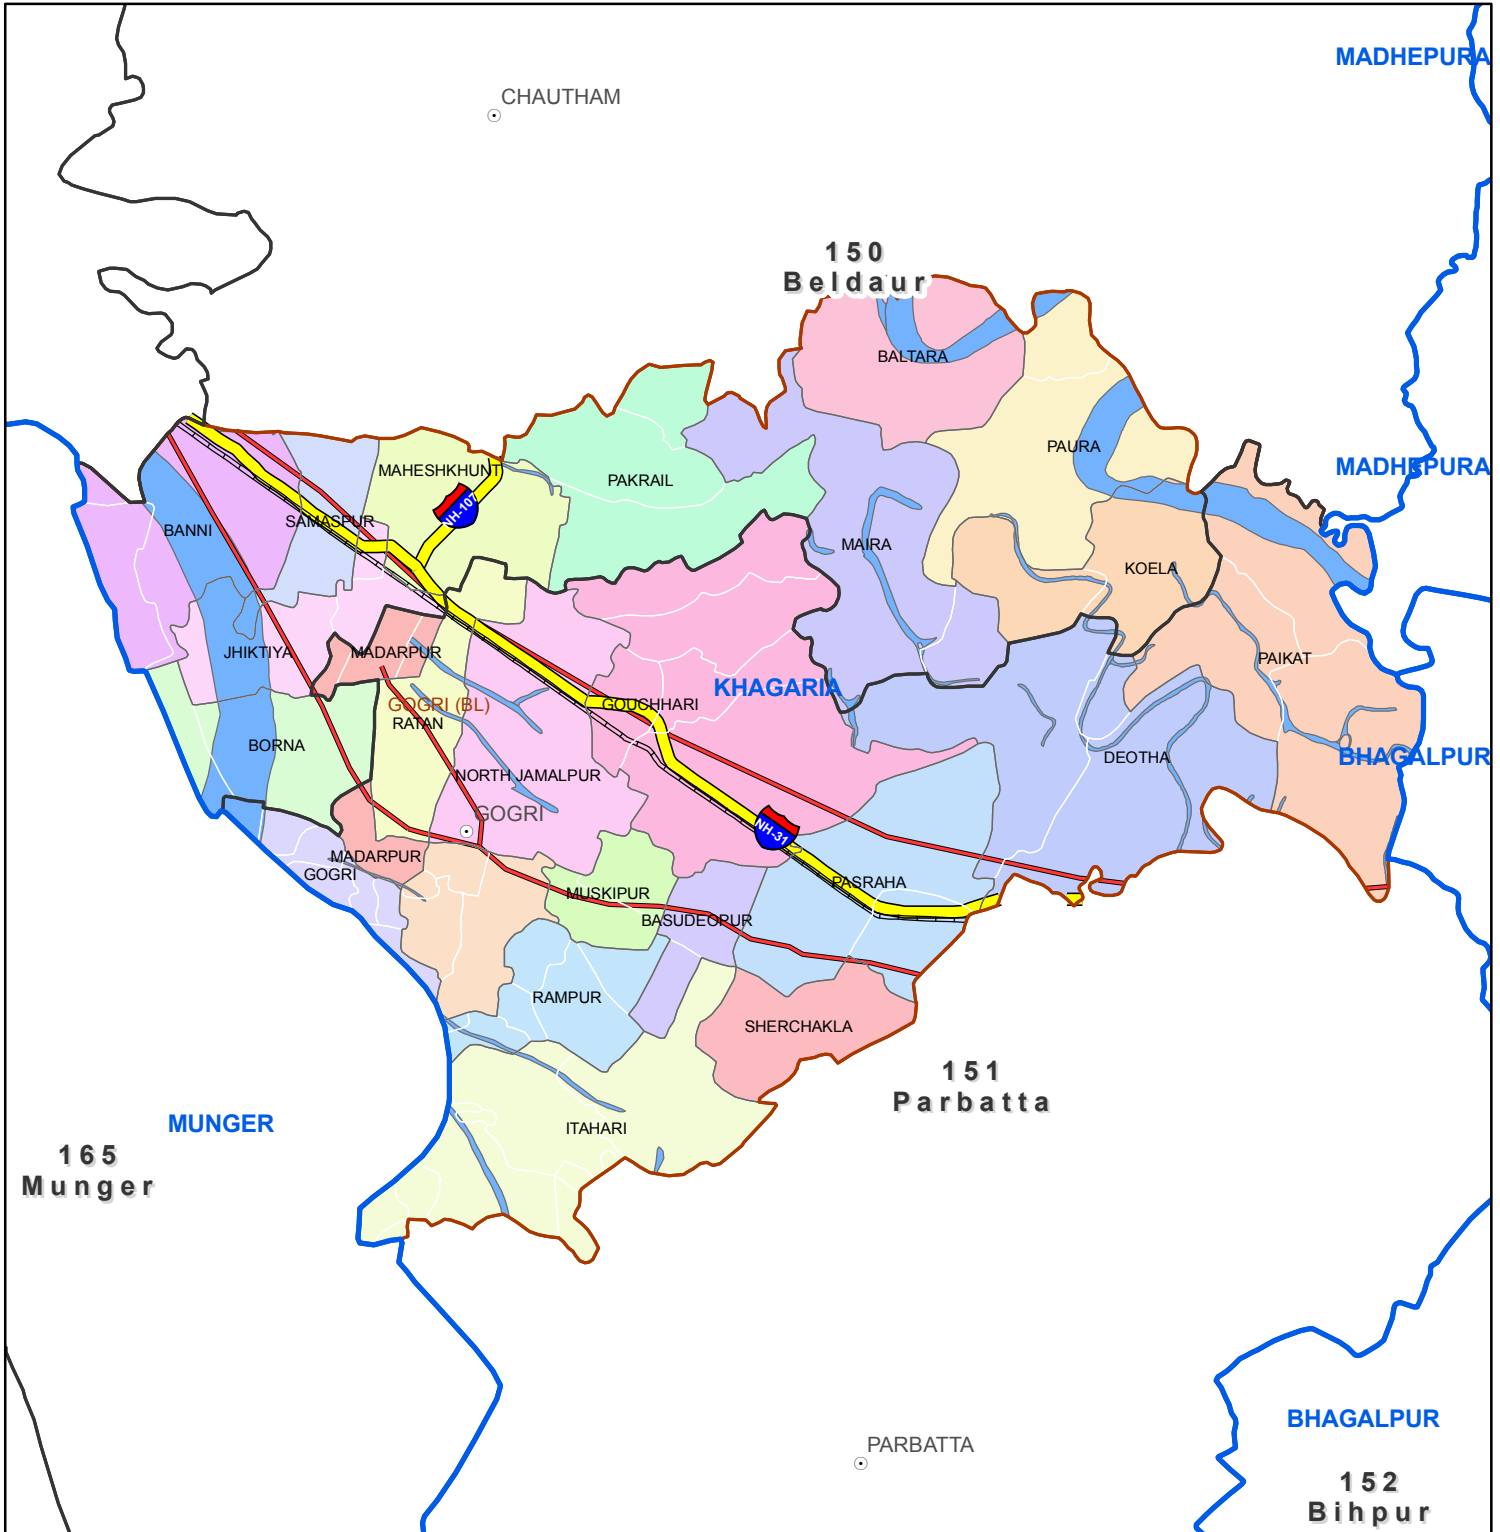 MADHEPURA
CHAUTHAM
150
Beldaur
BALTARA
PAURA
MAHESHKHUNT
MADHEPURA
PAKRAIL
NH-107
SAMASPUR
BANNI
MAIRA
KOELA
JHIKTIYA
MADARPUR
PAIKAT
KHAGARIA
GOGRI (BL)
GOUCHHARI
RATAN
BORNA
BHAGALPUR
DEOTHA
NORTH JAMALPUR
GOGRI
NH-31
MADARPUR
GOGRI
PASRAHA
MUSKIPUR
BASUDEOPUR
RAMPUR
SHERCHAKLA
151
Parbatta
MUNGER
ITAHARI
165
Munger
BHAGALPUR
PARBATTA
152
Bihpur